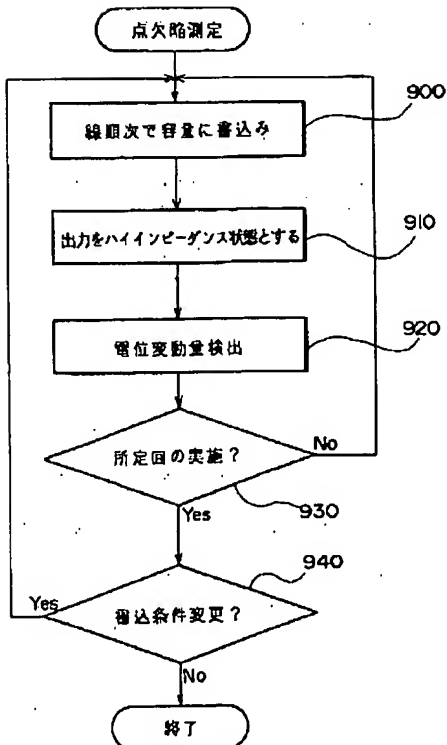 点欠陥測定
線順次で容量に書込み
900
出力をハイインピーダンス状態とする
910
電位変動量検出
920
所定回の実施?
No
930
Yes
940
書込条件変更?
Yes
No
終了